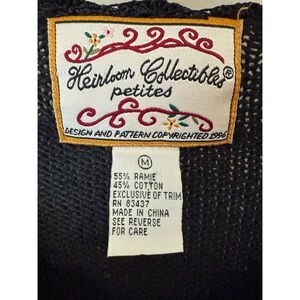 Heirloom Collectibles®
petites
DESIGN AND PATTERN COPYRIGHTED 1996
M
55% RAMIE
45% COTTON
EXCLUSIVE OF TRIM
RN 83437
MADE IN CHINA
SEE REVERSE
FOR CARE